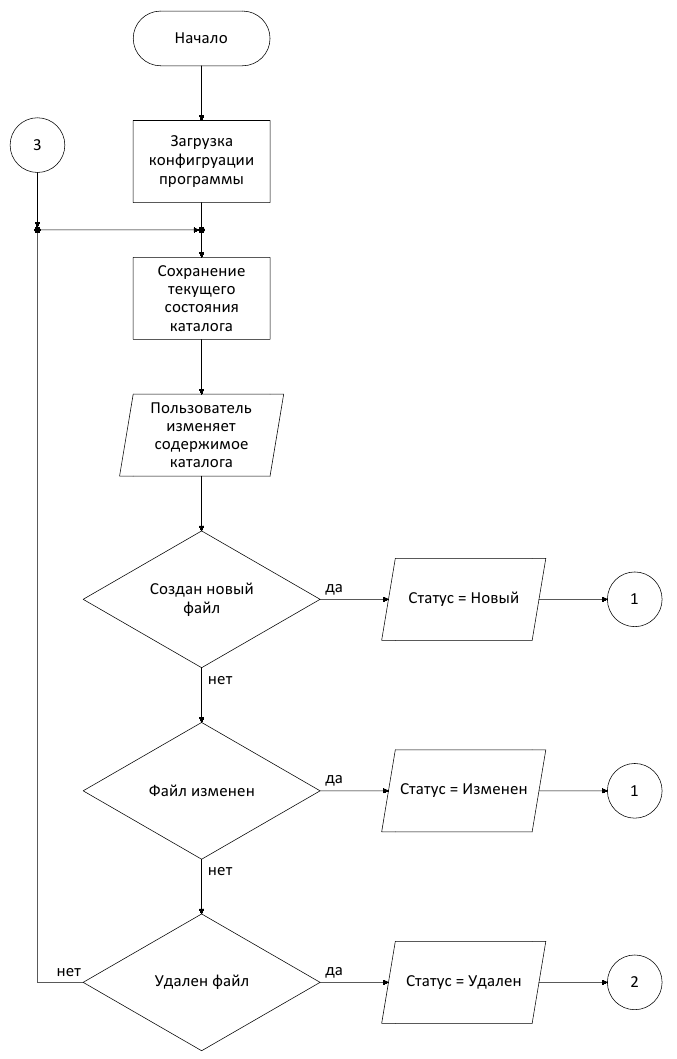 Начало
3
Загрузка
конфигруации
программы
Сохранение
текущего
состояния
каталога
Пользователь
изменяет
содержимое
каталога
Создан новый
файл
да
Статус = Новый
1
нет
Файл изменен
да
Статус = Изменен
1
нет
нет
Удален файл
да
Статус = Удален
2